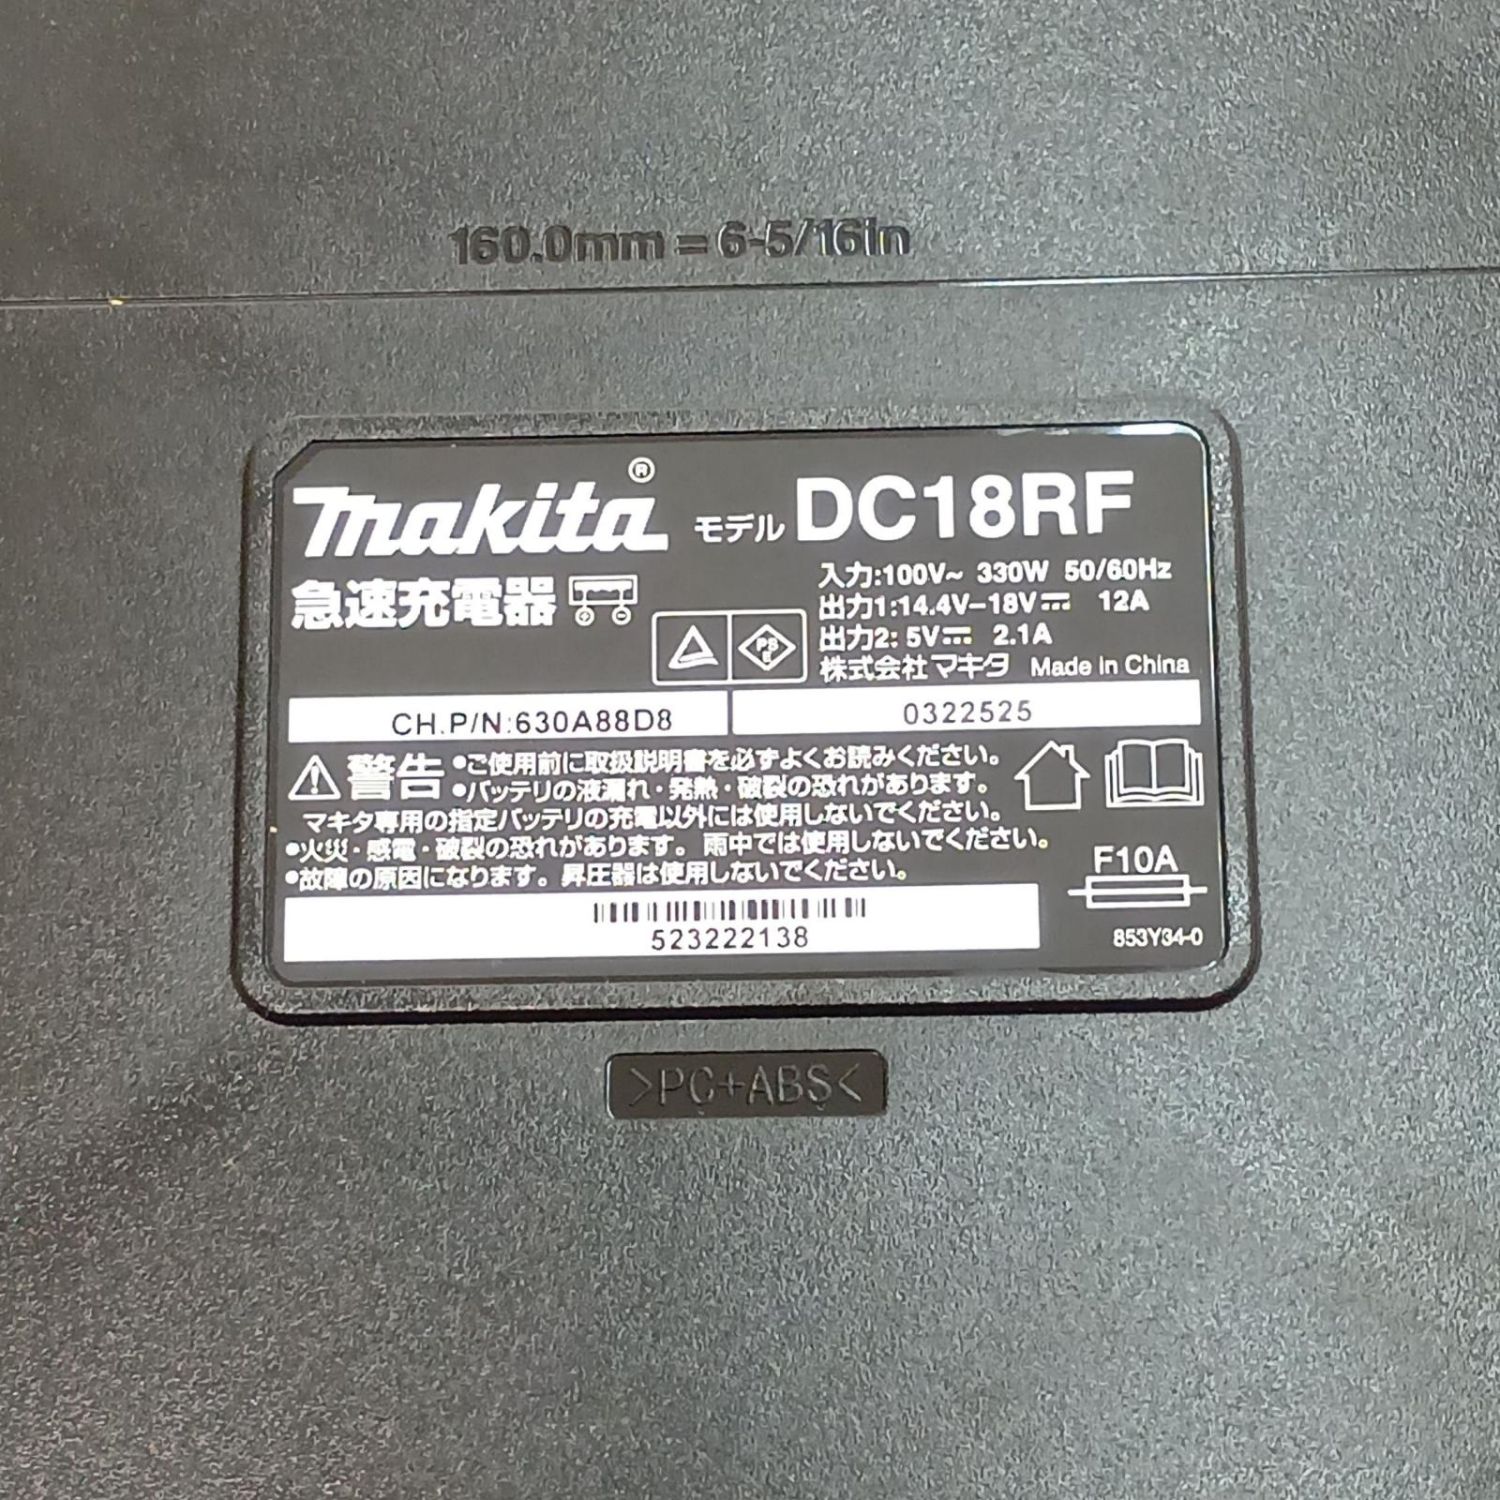 160.0mm = 6-5/16in
makita® モデル DC18RF
急速充電器
入力:100V~ 330W 50/60Hz
出力1:14.4V-18V⎓ 12A
出力2: 5V⎓ 2.1A
株式会社マキタ Made in China
PS
E
CH.P/N:630A88D8
0322525
警告 •ご使用前に取扱説明書を必ずよくお読みください。
•バッテリの液漏れ・発熱・破裂の恐れがあります。
マキタ専用の指定バッテリの充電以外には使用しないでください。
•火災・感電・破裂の恐れがあります。雨中では使用しないでください。
•故障の原因になります。昇圧器は使用しないでください。
F10A
523222138
853Y34-0
>PC+ABS<